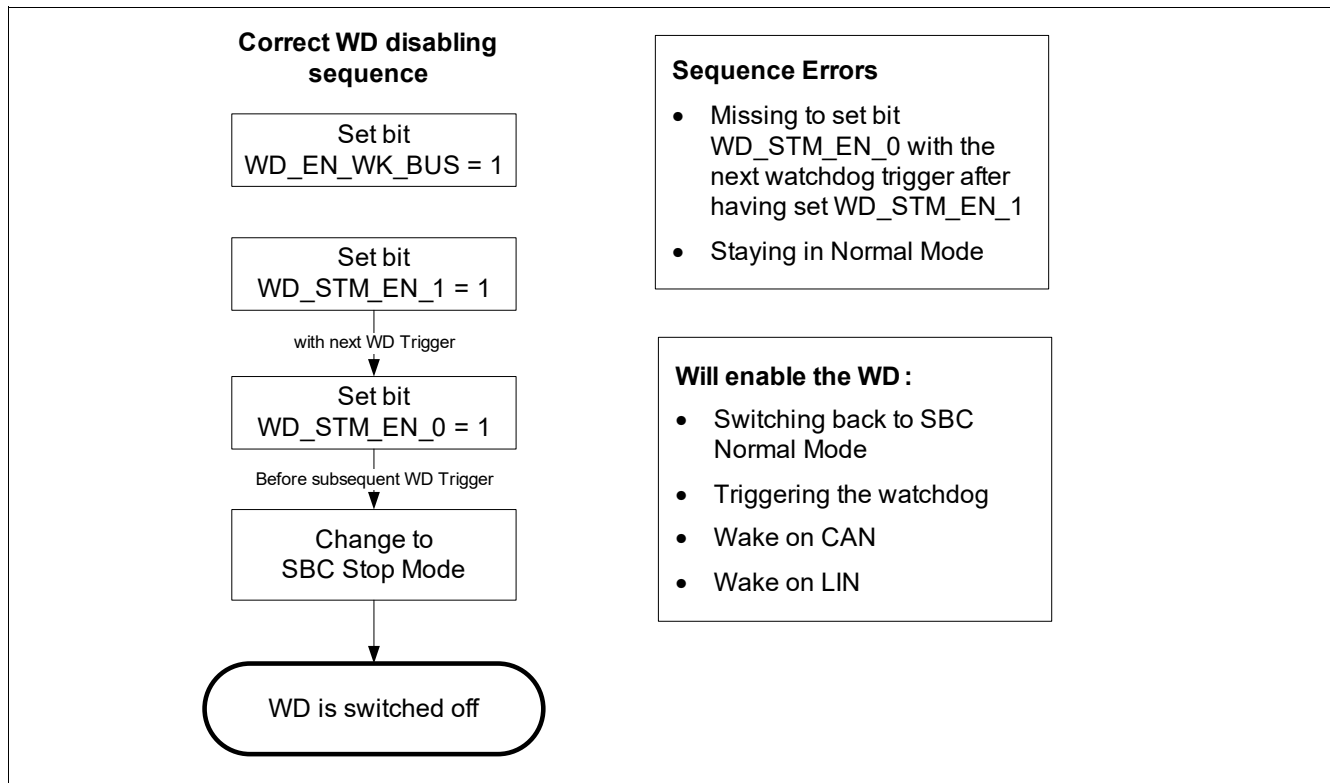 Correct WD disabling
sequence
Set bit
WD_EN_WK_BUS = 1
Set bit
WD_STM_EN_1 = 1
with next WD Trigger
Set bit
WD_STM_EN_0 = 1
Before subsequent WD Trigger
Change to
SBC Stop Mode
WD is switched off
Sequence Errors
• Missing to set bit
WD_STM_EN_0 with the
next watchdog trigger after
having set WD_STM_EN_1
• Staying in Normal Mode
Will enable the WD :
• Switching back to SBC
Normal Mode
• Triggering the watchdog
• Wake on CAN
• Wake on LIN